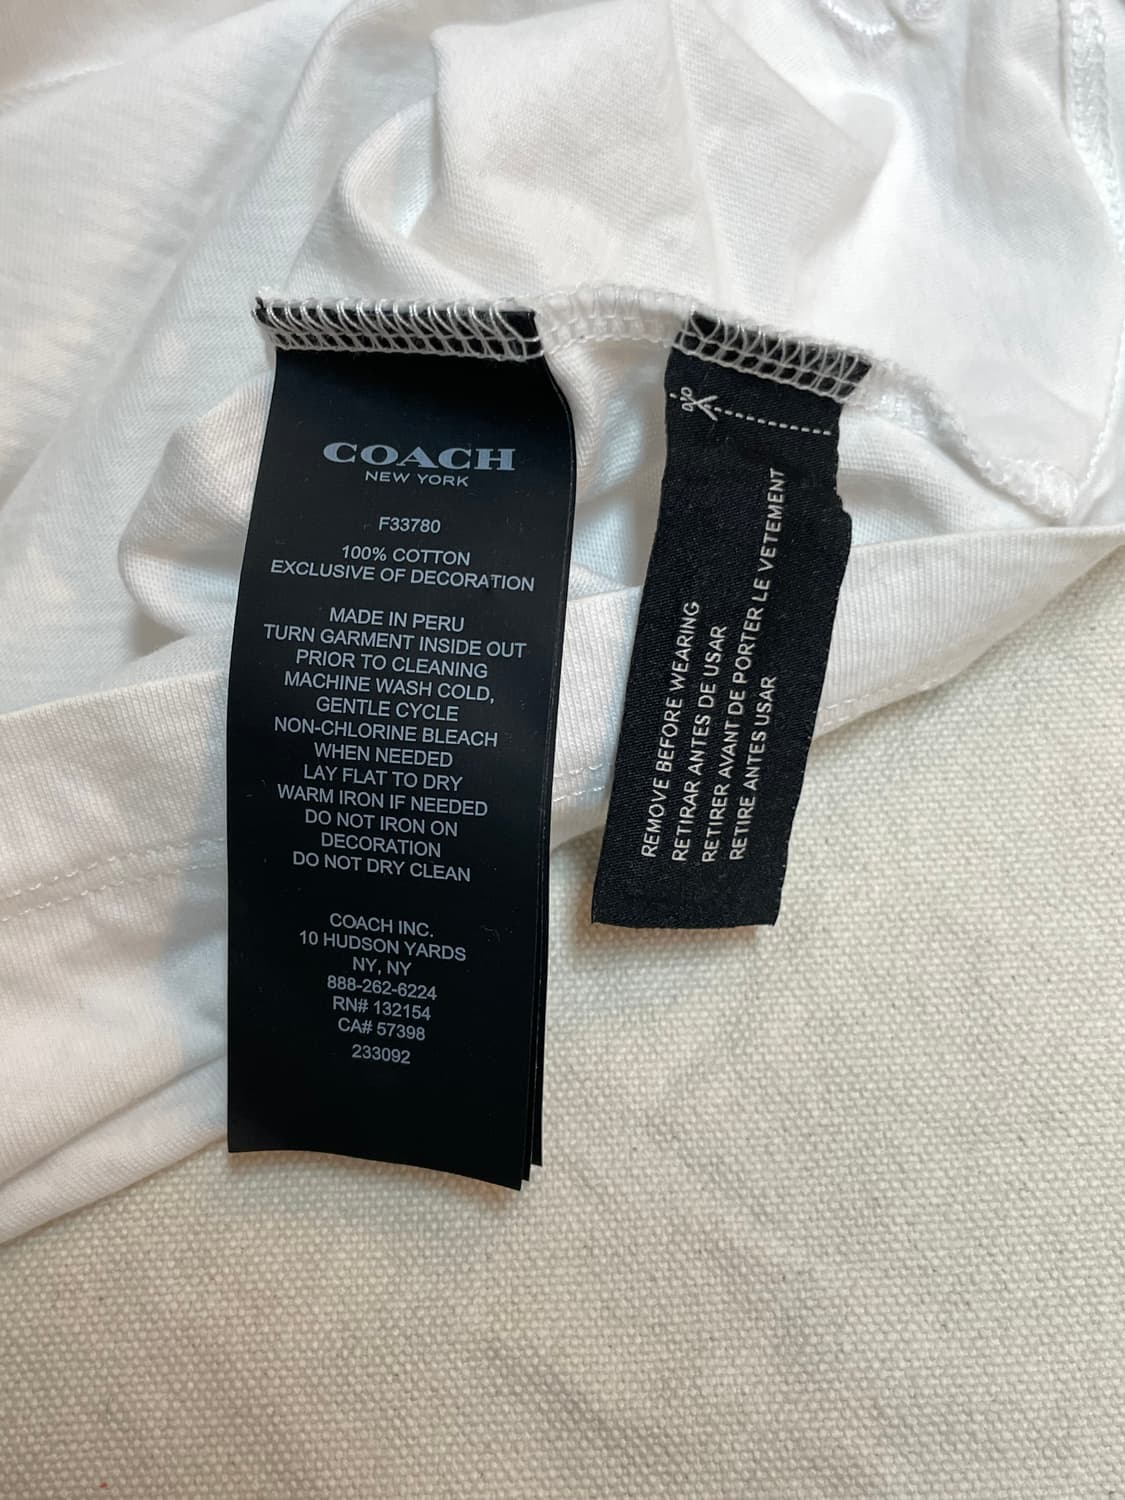 COACH
NEW YORK
F33780
100% COTTON
EXCLUSIVE OF DECORATION
MADE IN PERU
TURN GARMENT INSIDE OUT
PRIOR TO CLEANING
MACHINE WASH COLD,
GENTLE CYCLE
NON-CHLORINE BLEACH
WHEN NEEDED
LAY FLAT TO DRY
WARM IRON IF NEEDED
DO NOT IRON ON
DECORATION
DO NOT DRY CLEAN
COACH INC.
10 HUDSON YARDS
NY, NY
888-262-6224
RN# 132154
CA# 57398
233092
REMOVE BEFORE WEARING
RETIRAR ANTES DE USAR
RETIRER AVANT DE PORTER LE VETEMENT
RETIRE ANTES USAR